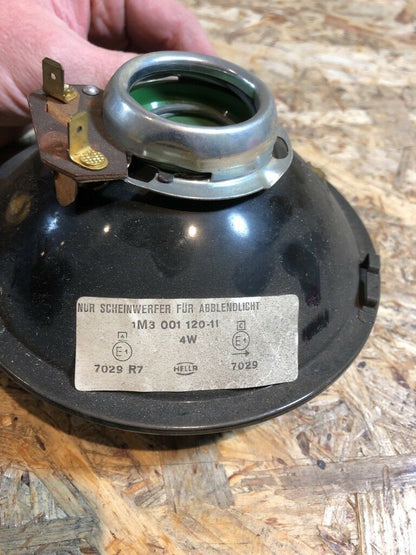 NUR SCHEINWERFER FÜR ABBLENDLICHT
1M3 001 120-11
4W
A C
E1 E1
7029 R7 HELLA 7029